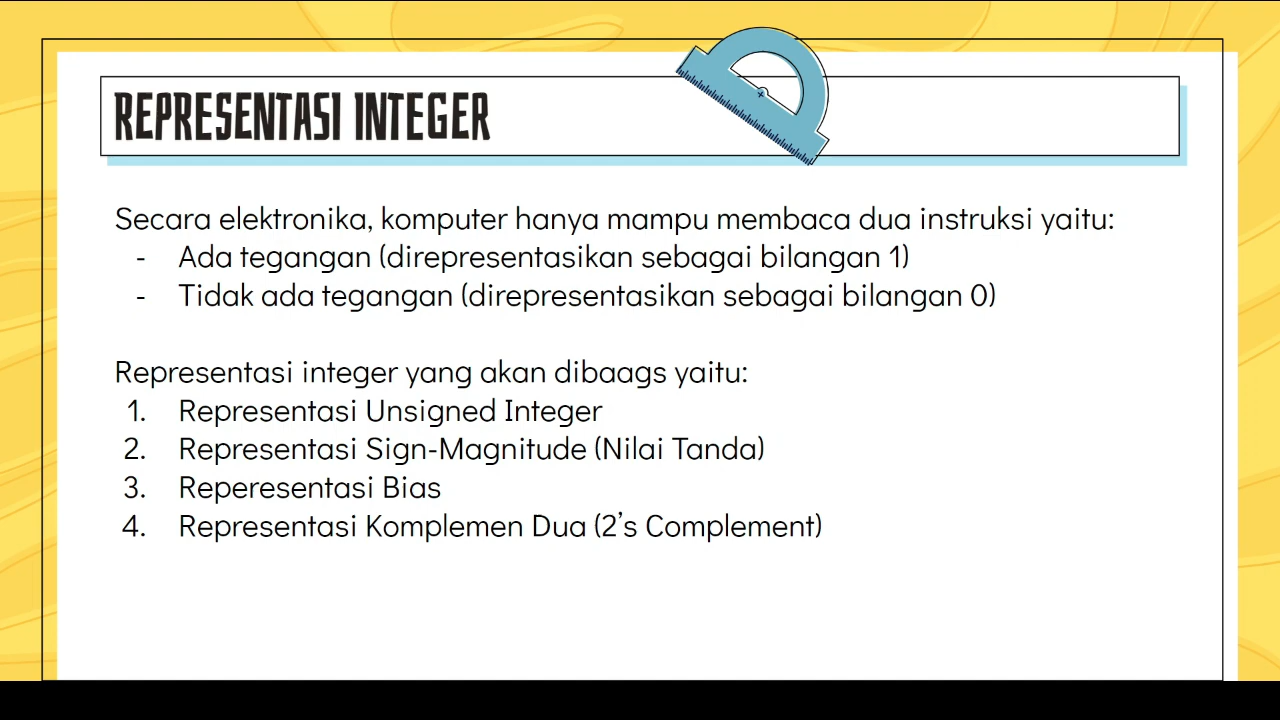 REPRESENTASI INTEGER
Secara elektronika, komputer hanya mampu membaca dua instruksi yaitu:
- Ada tegangan (direpresentasikan sebagai bilangan 1)
- Tidak ada tegangan (direpresentasikan sebagai bilangan 0)
Representasi integer yang akan dibaags yaitu:
1. Representasi Unsigned Integer
2. Representasi Sign-Magnitude (Nilai Tanda)
3. Reperesentasi Bias
4. Representasi Komplemen Dua (2's Complement)